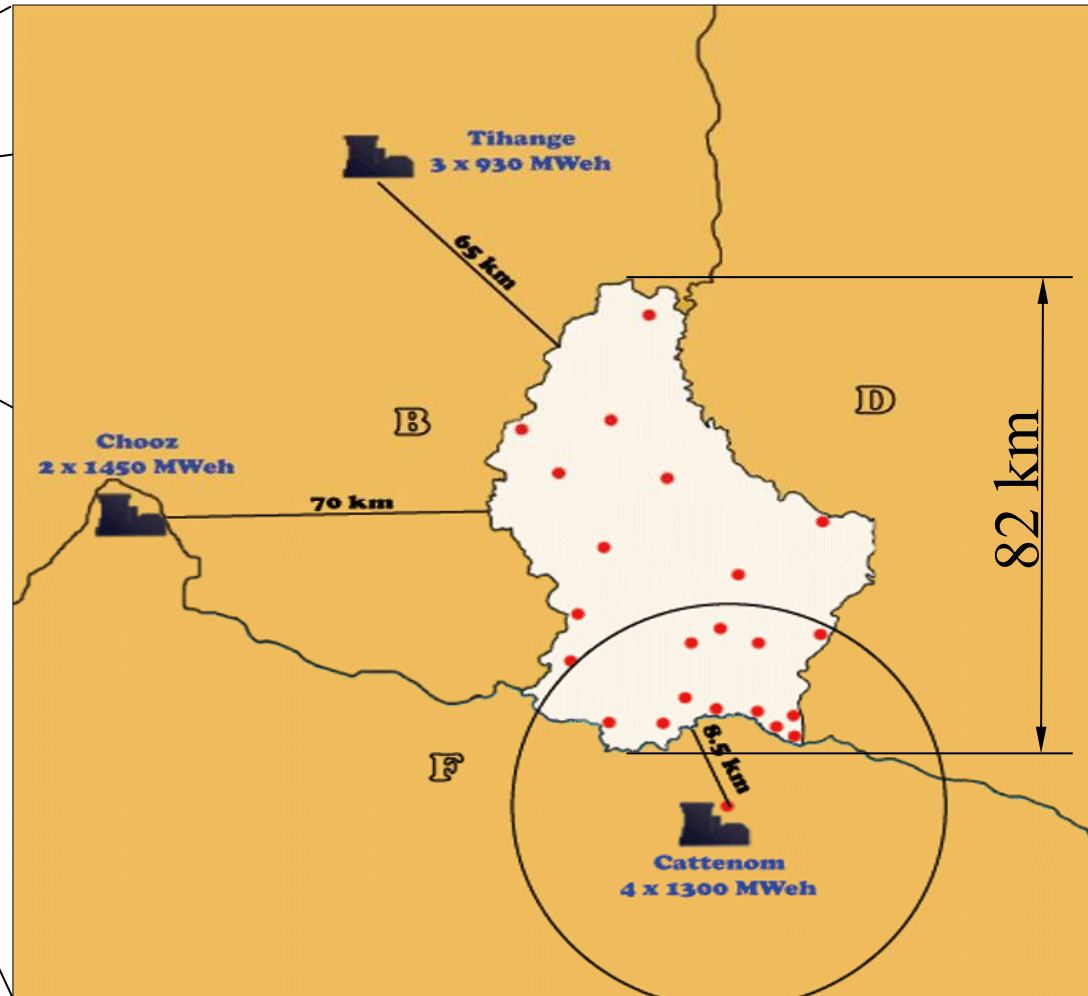 Tihange
3 x 930 MWeh
65 km
B
D
Chooz
2 x 1450 MWeh
70 km
82 km
F
8.5 km
Cattenom
4 x 1300 MWeh